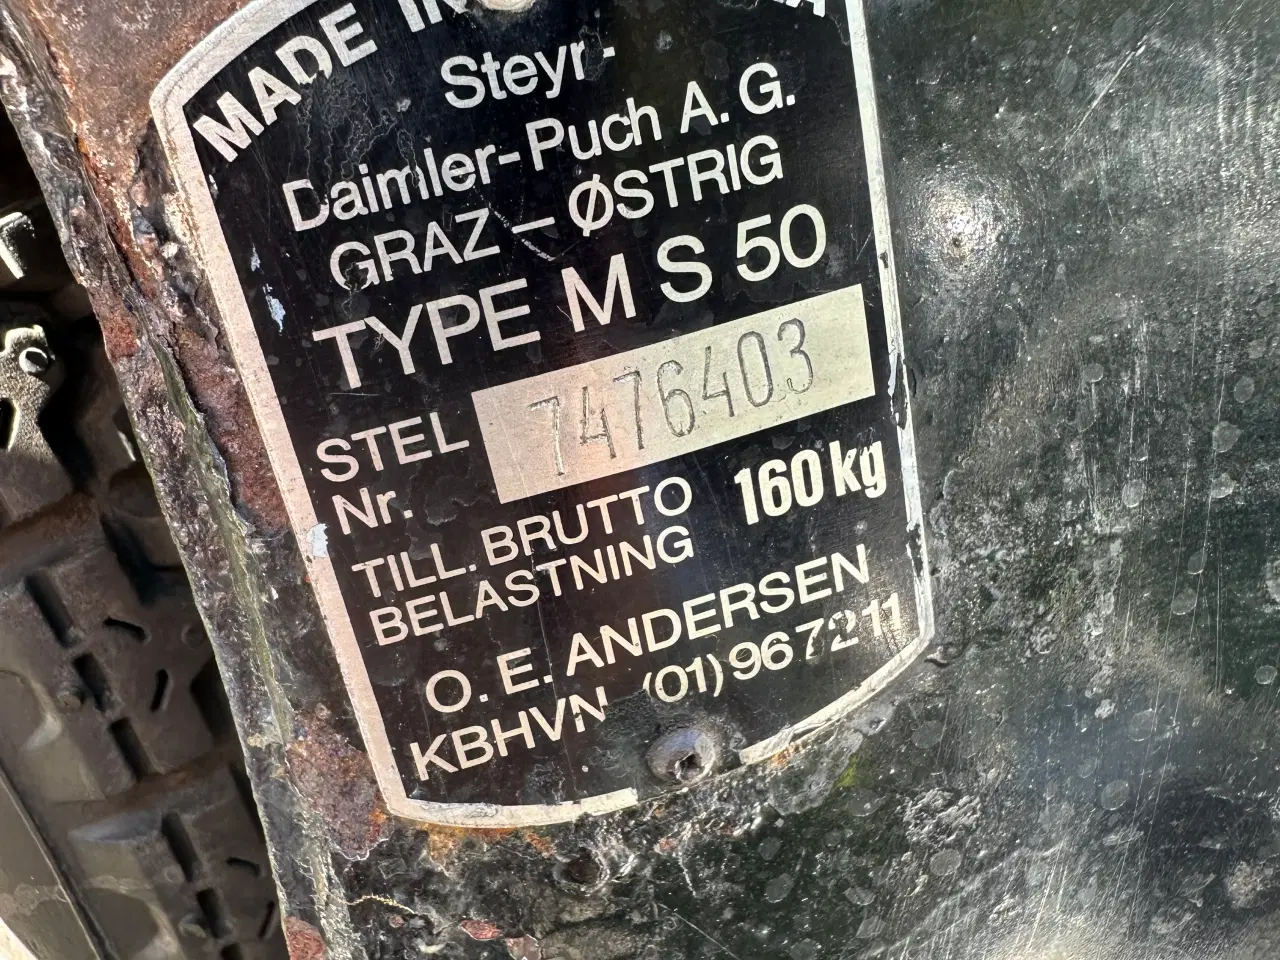 MADE IN
Steyr-
Daimler-Puch A.G.
GRAZ – ØSTRIG
TYPE M S 50
STEL Nr. 7476403
TILL. BRUTTO BELASTNING 160 kg
O. E. ANDERSEN
KBHVN (01) 967211